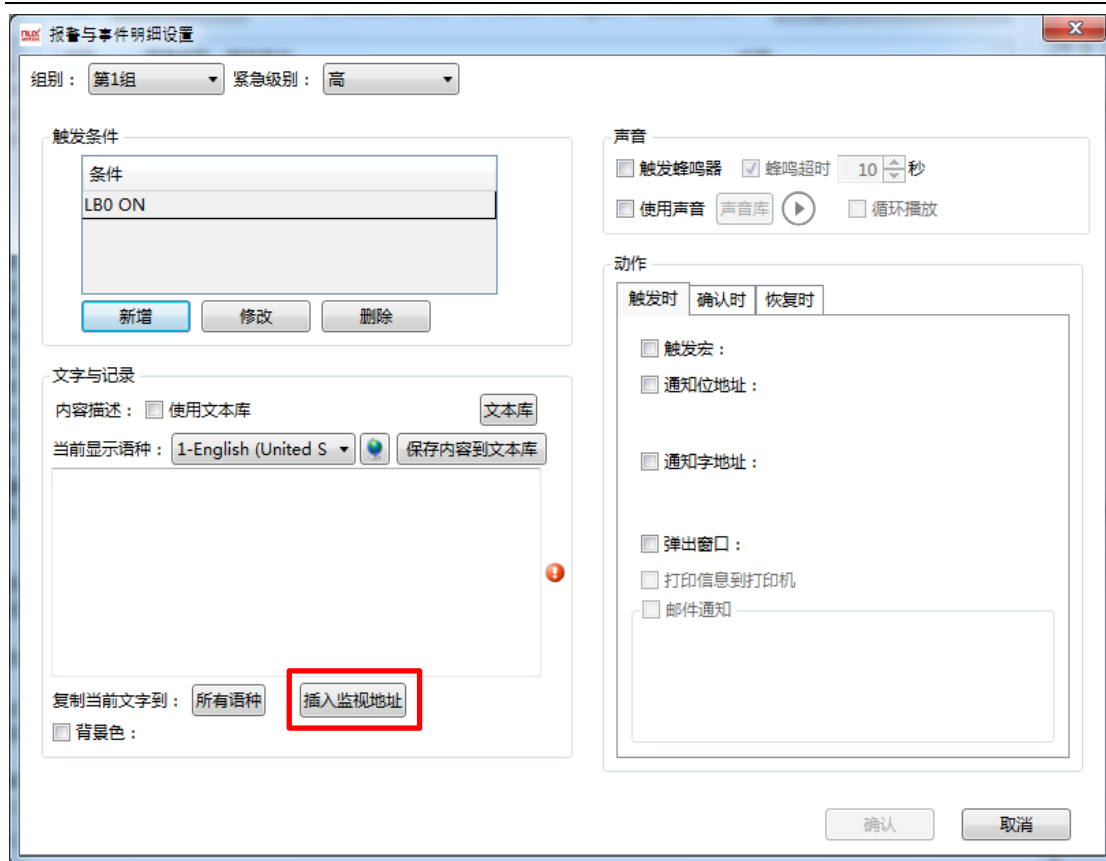 报警与事件明细设置
组别： 第1组 紧急级别： 高
触发条件
条件
LB0 ON
新增 修改 删除
文字与记录
内容描述： 使用文本库 文本库
当前显示语种： 1-English (United S 保存内容到文本库
复制当前文字到： 所有语种 插入监视地址
背景色：
声音
触发蜂鸣器 蜂鸣超时 10 秒
使用声音 声音库 循环播放
动作
触发时 确认时 恢复时
触发宏：
通知位地址：
通知字地址：
弹出窗口：
打印信息到打印机
邮件通知
确认 取消